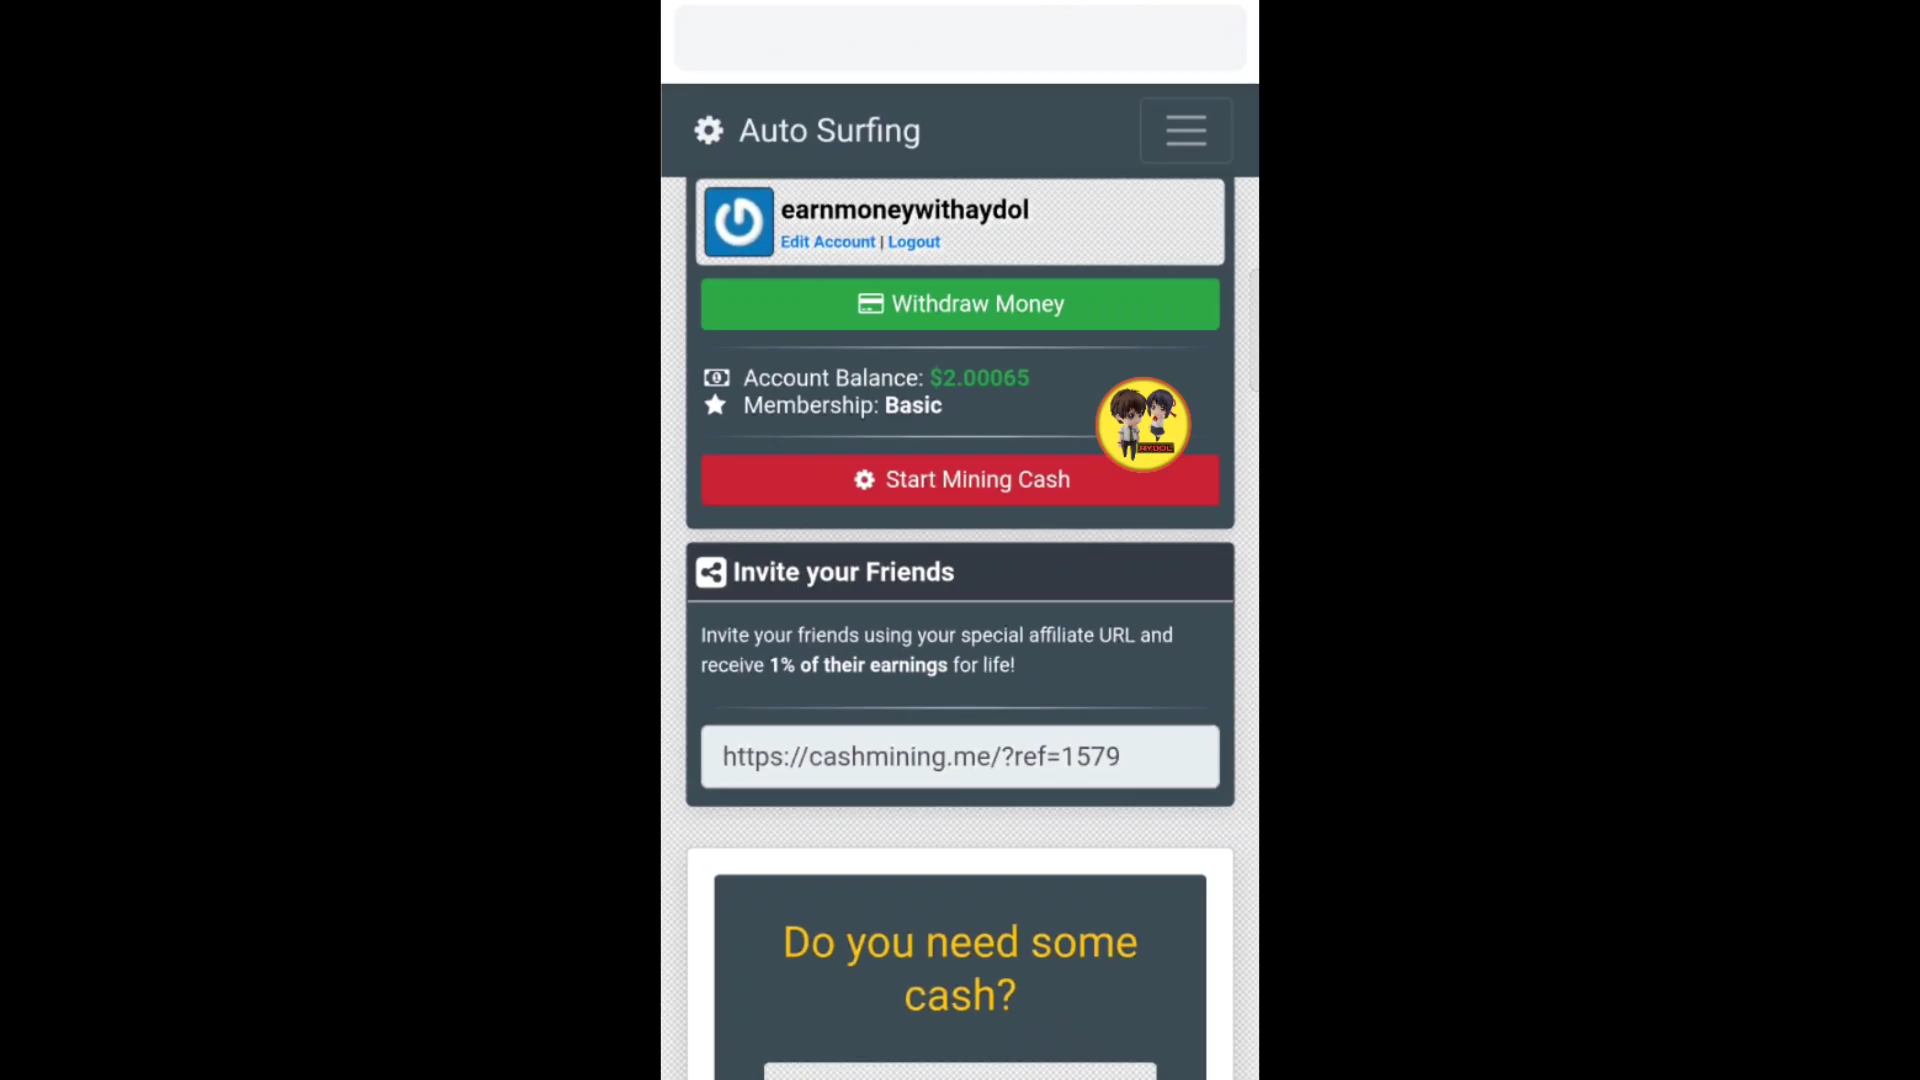 Auto Surfing
earnmoneywithaydol
Edit Account | Logout
Withdraw Money
Account Balance: $2.00065
Membership: Basic
AYDOL
Start Mining Cash
Invite your Friends
Invite your friends using your special affiliate URL and
receive 1% of their earnings for life!
https://cashmining.me/?ref=1579
Do you need some
cash?